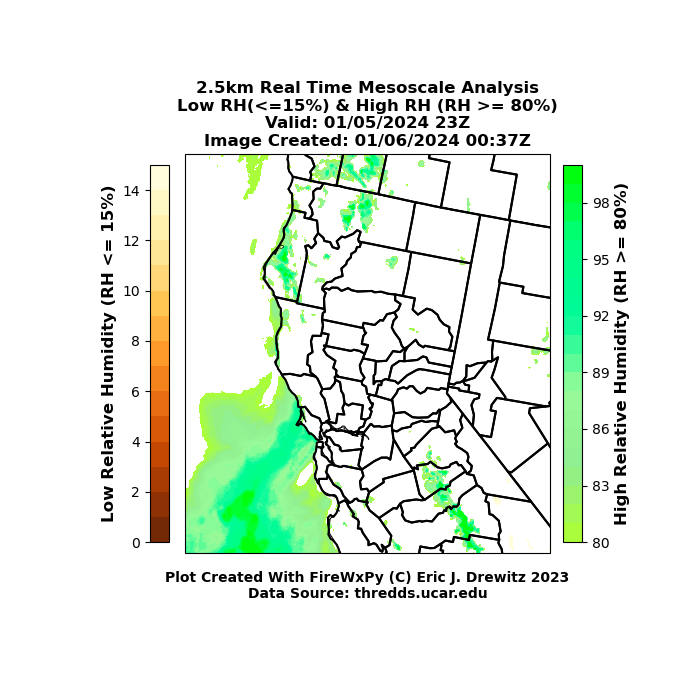 2.5km Real Time Mesoscale Analysis
Low RH(<=15%) & High RH (RH >= 80%)
Valid: 01/05/2024 23Z
Image Created: 01/06/2024 00:37Z
Low Relative Humidity (RH <= 15%)
14
12
10
8
6
4
2
0
98
95
92
89
86
83
80
High Relative Humidity (RH >= 80%)
Plot Created With FireWxPy (C) Eric J. Drewitz 2023
Data Source: thredds.ucar.edu